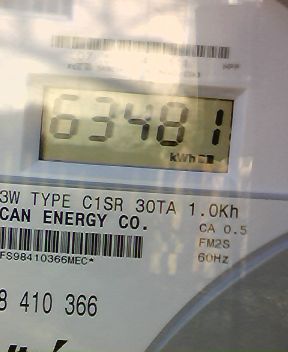 63481
kWh
3W TYPE C1SR 30TA 1.0Kh
CAN ENERGY CO.
CA 0.5
FM2S
FS98410366MEC*
60Hz
8 410 366